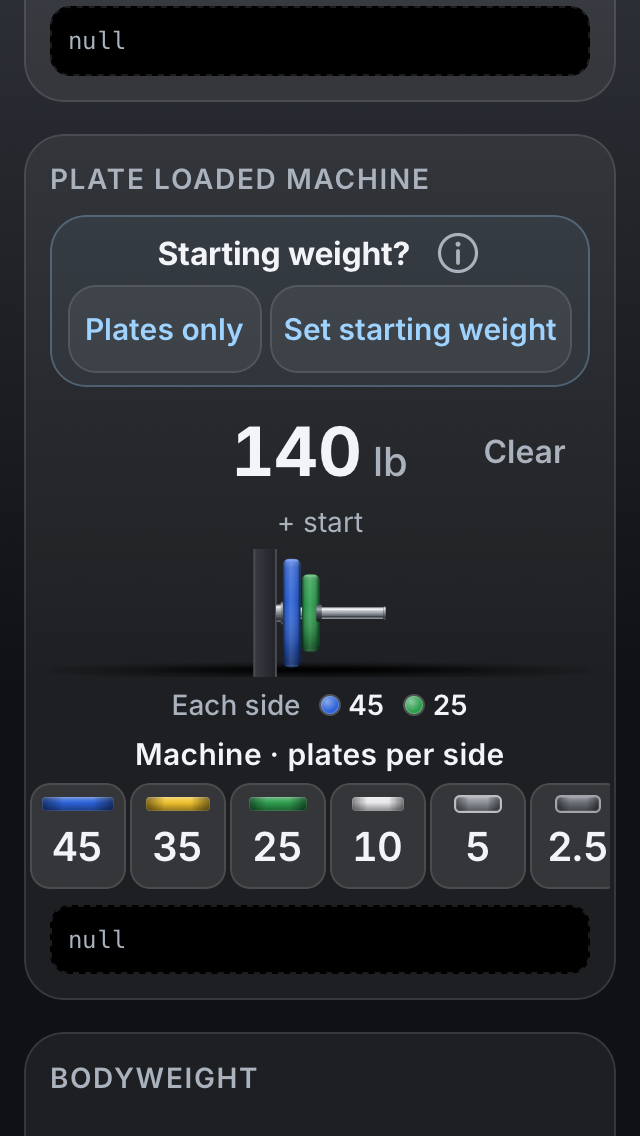 null
PLATE LOADED MACHINE
Starting weight?
Plates only Set starting weight
140 lb Clear
+ start
Each side 45 25
Machine · plates per side
45 35 25 10 5 2.5
null
BODYWEIGHT